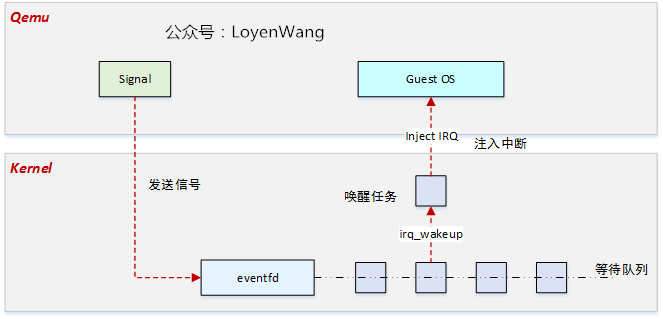 Qemu
公众号：LoyenWang
Signal
Guest OS
Inject IRQ
注入中断
Kernel
发送信号
唤醒任务
irq_wakeup
eventfd
等待队列